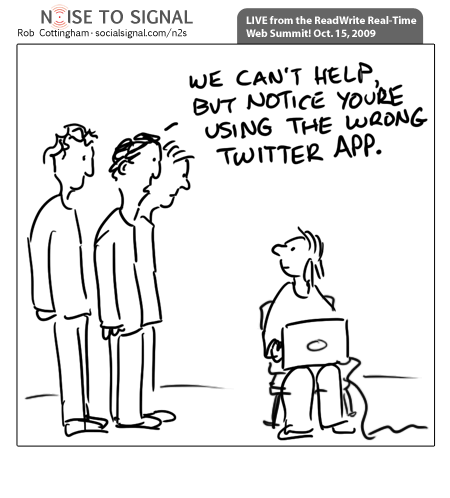 NOISE TO SIGNAL
Rob Cottingham - socialsignal.com/n2s
LIVE from the ReadWrite Real-Time
Web Summit! Oct. 15, 2009
WE CAN'T HELP,
BUT NOTICE YOU'RE
USING THE WRONG
TWITTER APP.